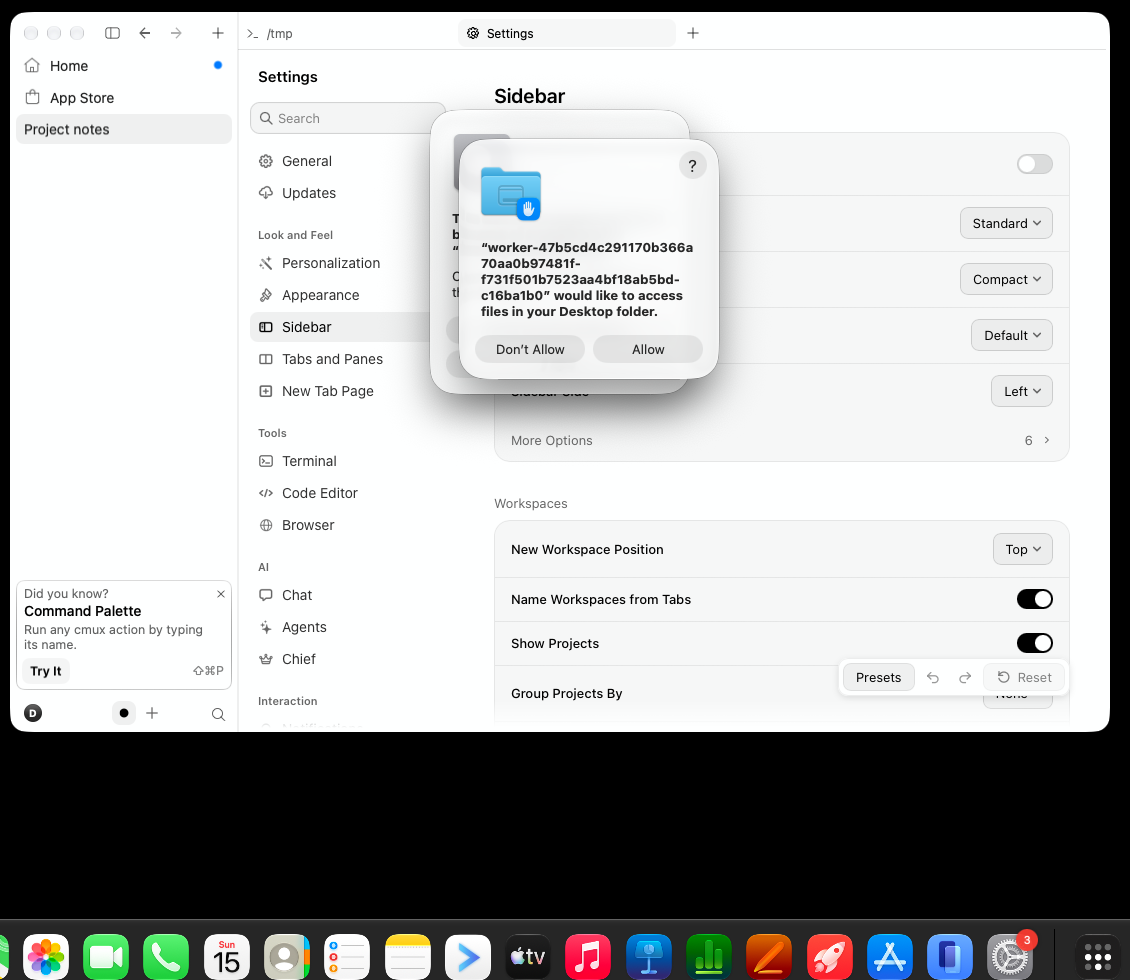 /tmp
Settings
Home
App Store
Project notes
Settings
Search
General
Updates
Look and Feel
Personalization
Appearance
Sidebar
Tabs and Panes
New Tab Page
Tools
Terminal
Code Editor
Browser
AI
Chat
Agents
Chief
Interaction
Sidebar
Standard
Compact
Default
Left
More Options
6
Workspaces
New Workspace Position
Top
Name Workspaces from Tabs
Show Projects
Group Projects By
Presets
Reset
?
“worker-47b5cd4c291170b366a
70aa0b97481f-
f731f501b7523aa4bf18ab5bd-
c16ba1b0” would like to access
files in your Desktop folder.
Don’t Allow
Allow
Did you know?
Command Palette
Run any cmux action by typing
its name.
Try It
⇧⌘P
D
Sun
15
tv
3